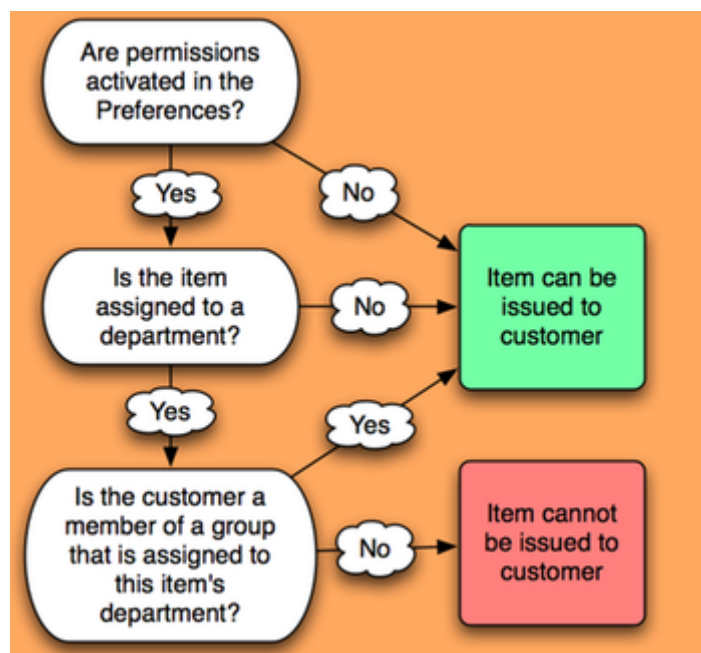 Are permissions
activated in the
Preferences?
Yes
No
Is the item
assigned to a
department?
No
Item can be
issued to
customer
Yes
Yes
Is the customer a
member of a group
that is assigned to
this item's
department?
No
Item cannot
be issued to
customer